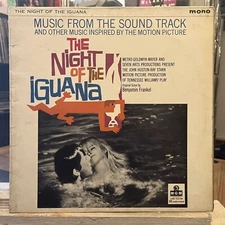 THE NIGHT OF THE IGUANA
mono
MUSIC FROM THE SOUND TRACK
AND OTHER MUSIC INSPIRED BY THE MOTION PICTURE
THE
NIGHT
OF THE
IGUANA
METRO-GOLDWYN-MAYER AND
SEVEN ARTS PRODUCTIONS PRESENT
THE JOHN HUSTON-RAY STARK
MOTION PICTURE PRODUCTION
OF TENNESSEE WILLIAMS' PLAY
Original Score by
Benjamin Frankel